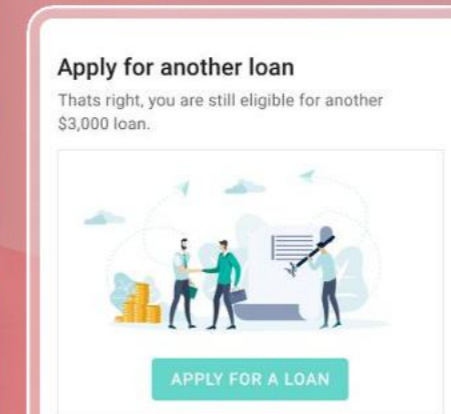 Apply for another loan
Thats right, you are still eligible for another
$3,000 loan.
APPLY FOR A LOAN